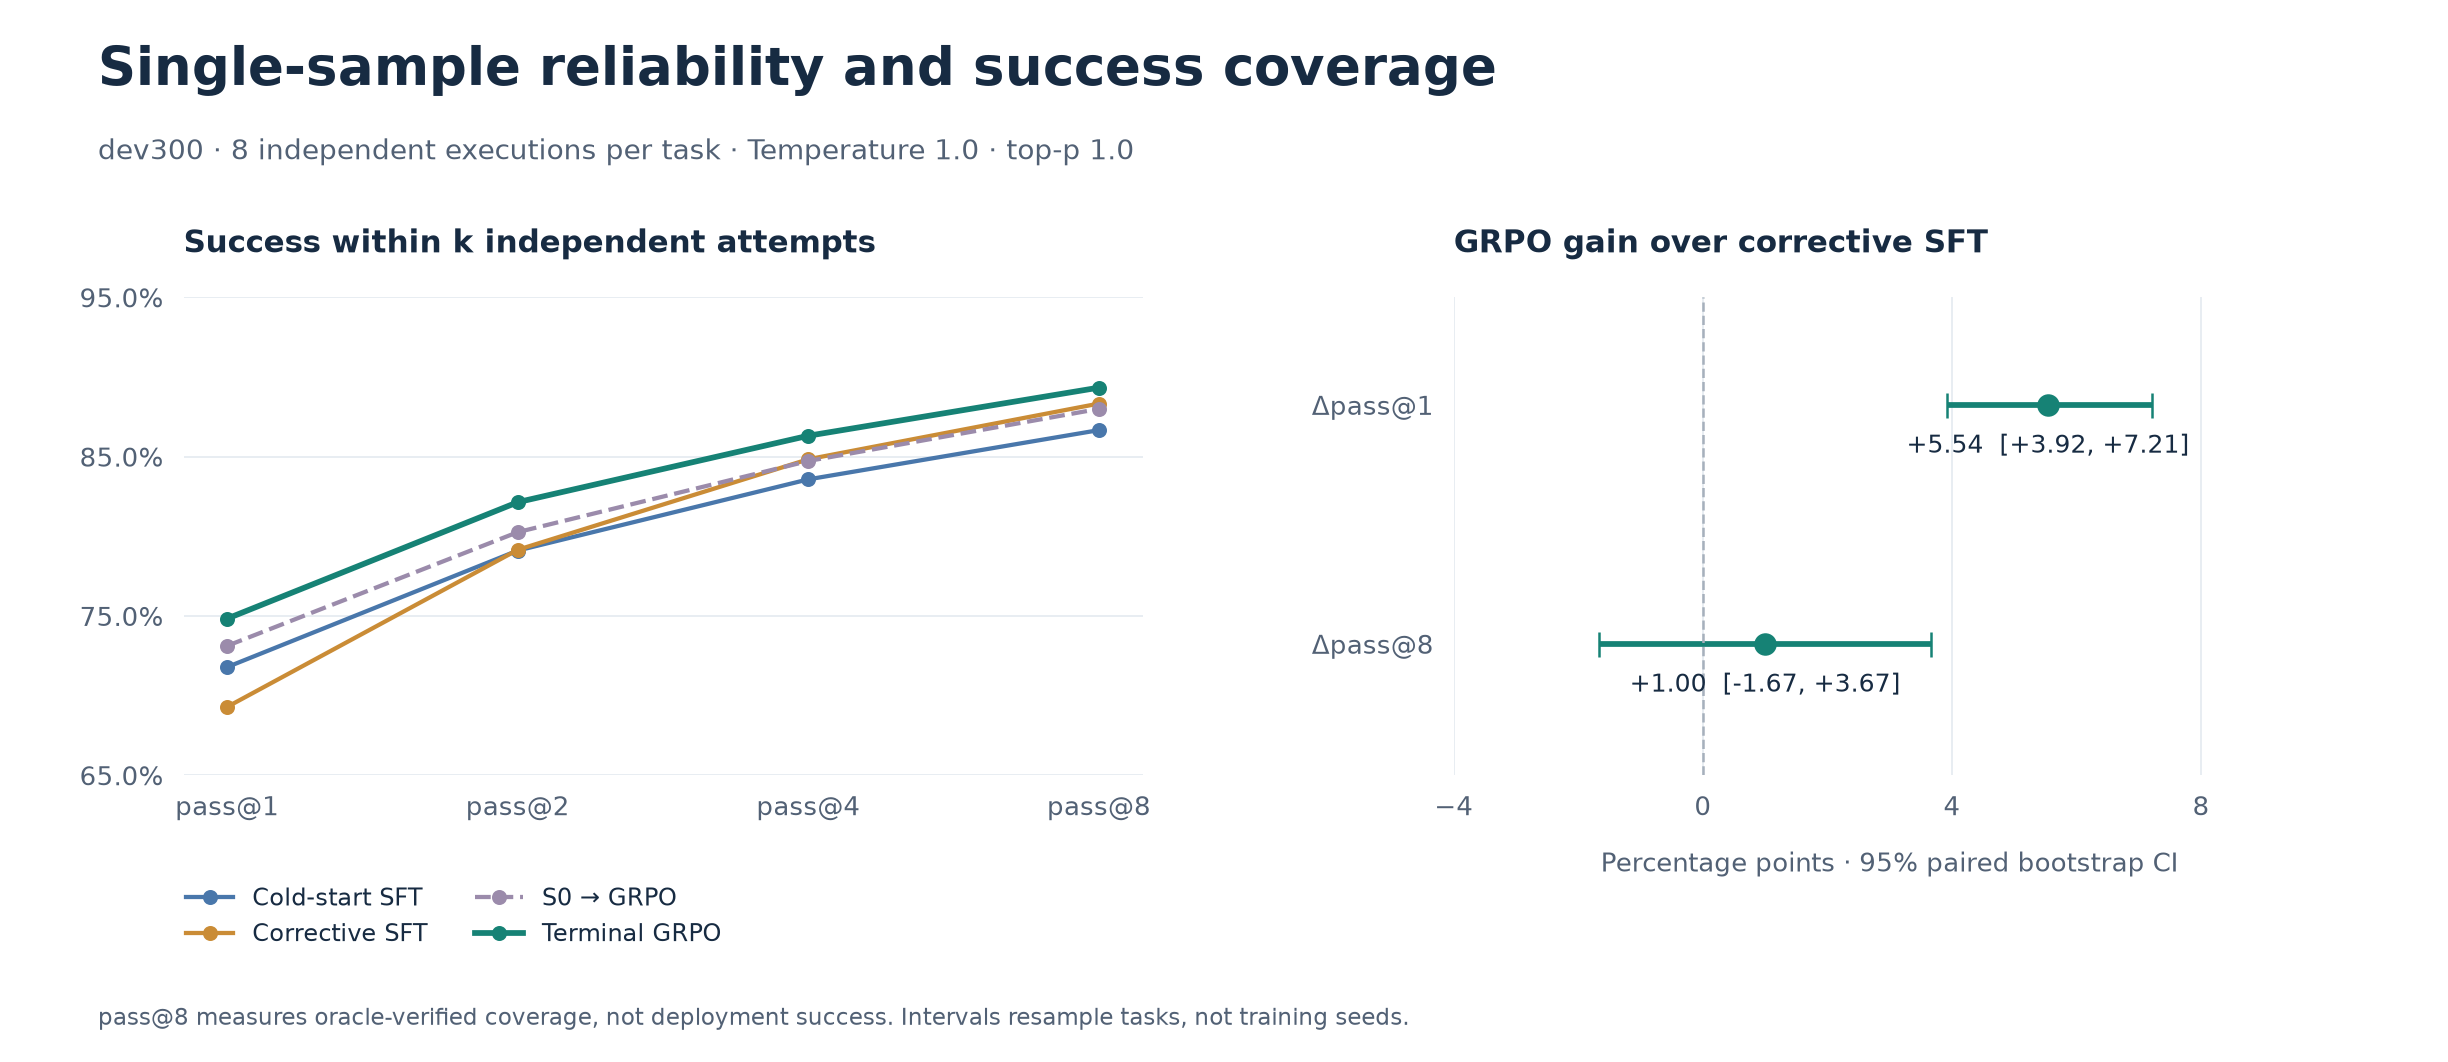 Single-sample reliability and success coverage
dev300 · 8 independent executions per task · Temperature 1.0 · top-p 1.0
Success within k independent attempts
95.0%
85.0%
75.0%
65.0%
pass@1
pass@2
pass@4
pass@8
Cold-start SFT
Corrective SFT
S0 → GRPO
Terminal GRPO
GRPO gain over corrective SFT
Δpass@1
+5.54 [+3.92, +7.21]
Δpass@8
+1.00 [-1.67, +3.67]
−4
0
4
8
Percentage points · 95% paired bootstrap CI
pass@8 measures oracle-verified coverage, not deployment success. Intervals resample tasks, not training seeds.